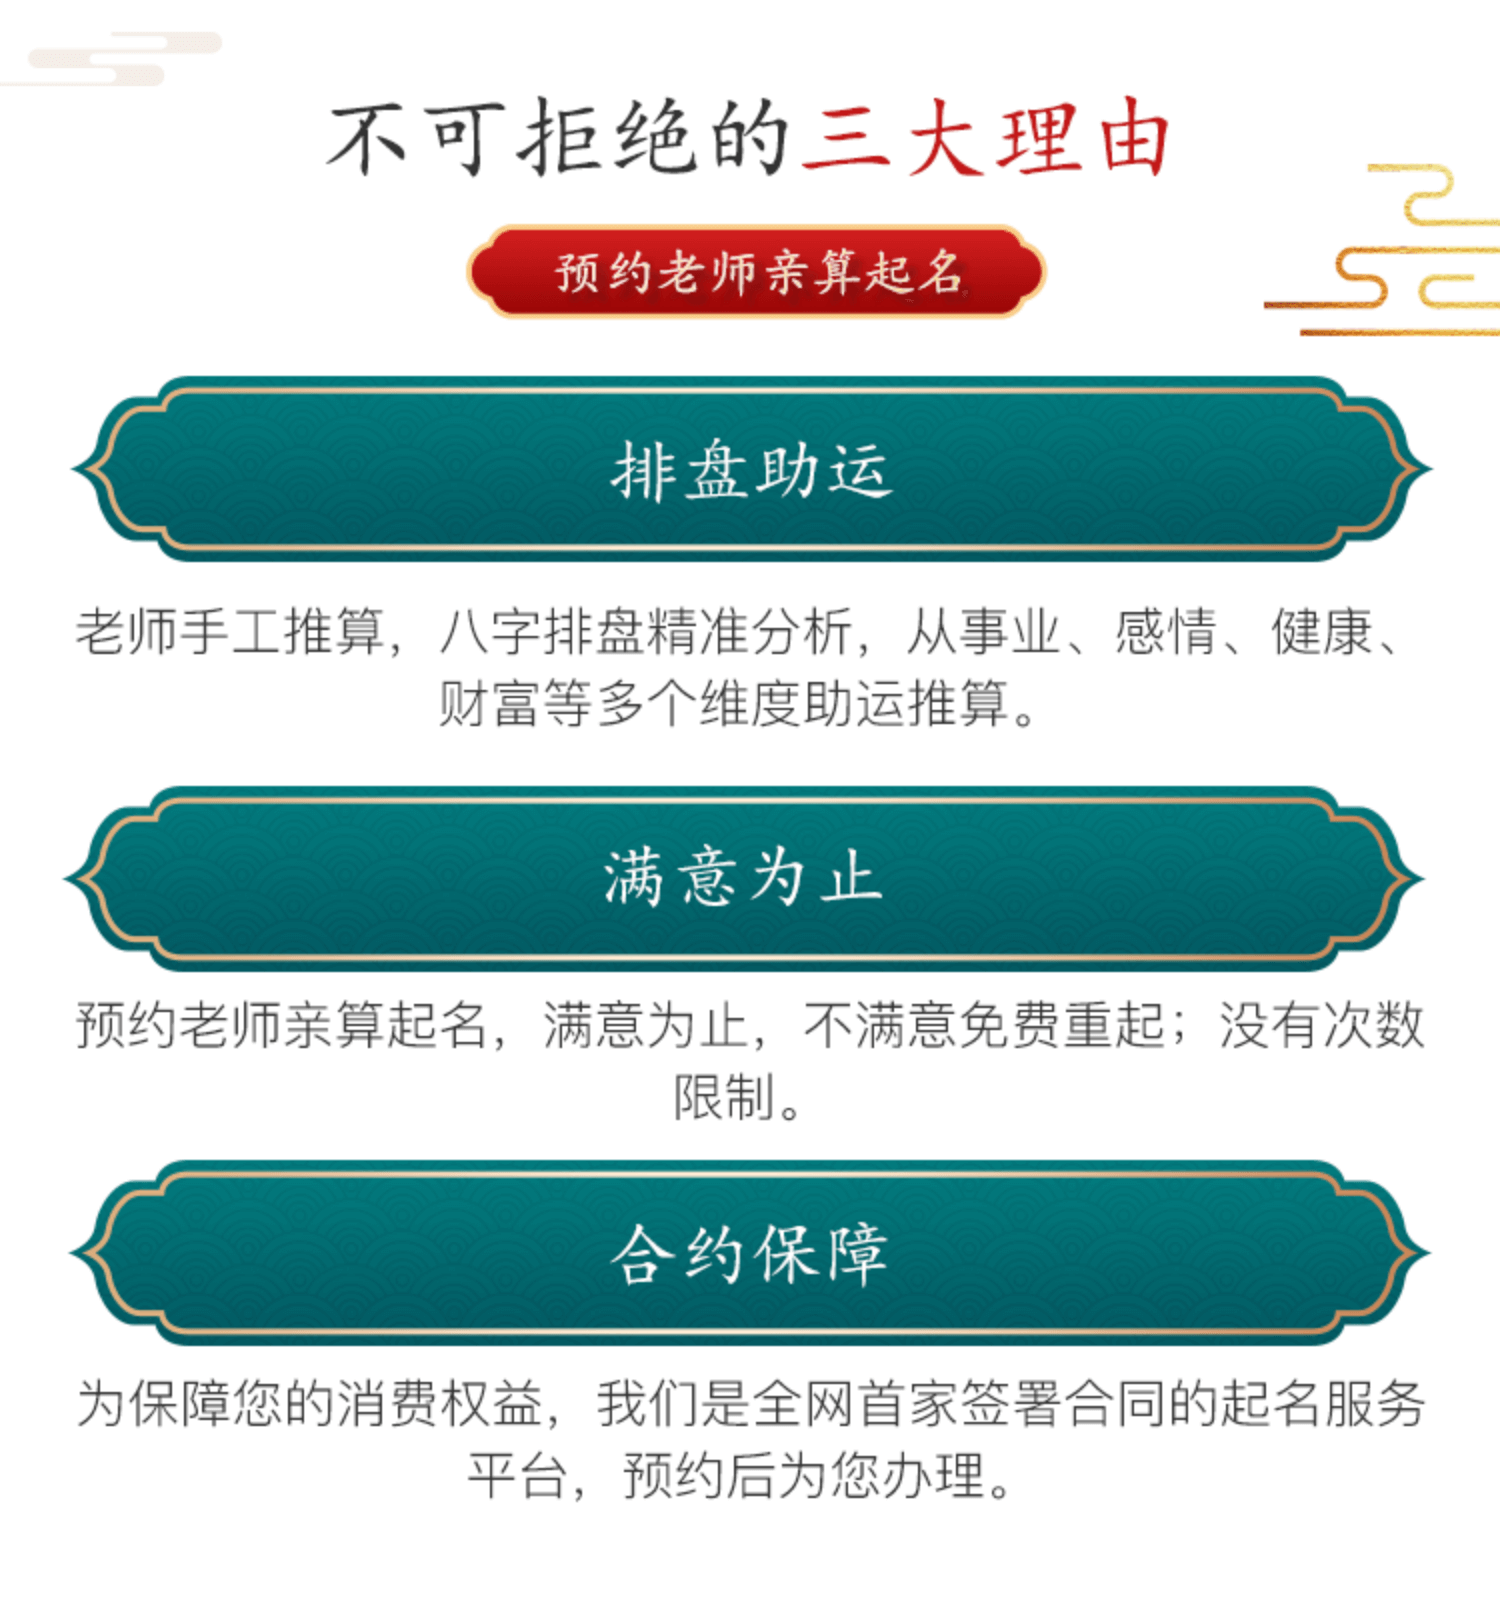 不可拒绝的三大理由
预约老师亲算起名
排盘助运
老师手工推算，八字排盘精准分析，从事业、感情、健康、
财富等多个维度助运推算。
满意为止
预约老师亲算起名，满意为止，不满意免费重起；没有次数
限制。
合约保障
为保障您的消费权益，我们是全网首家签署合同的起名服务
平台，预约后为您办理。